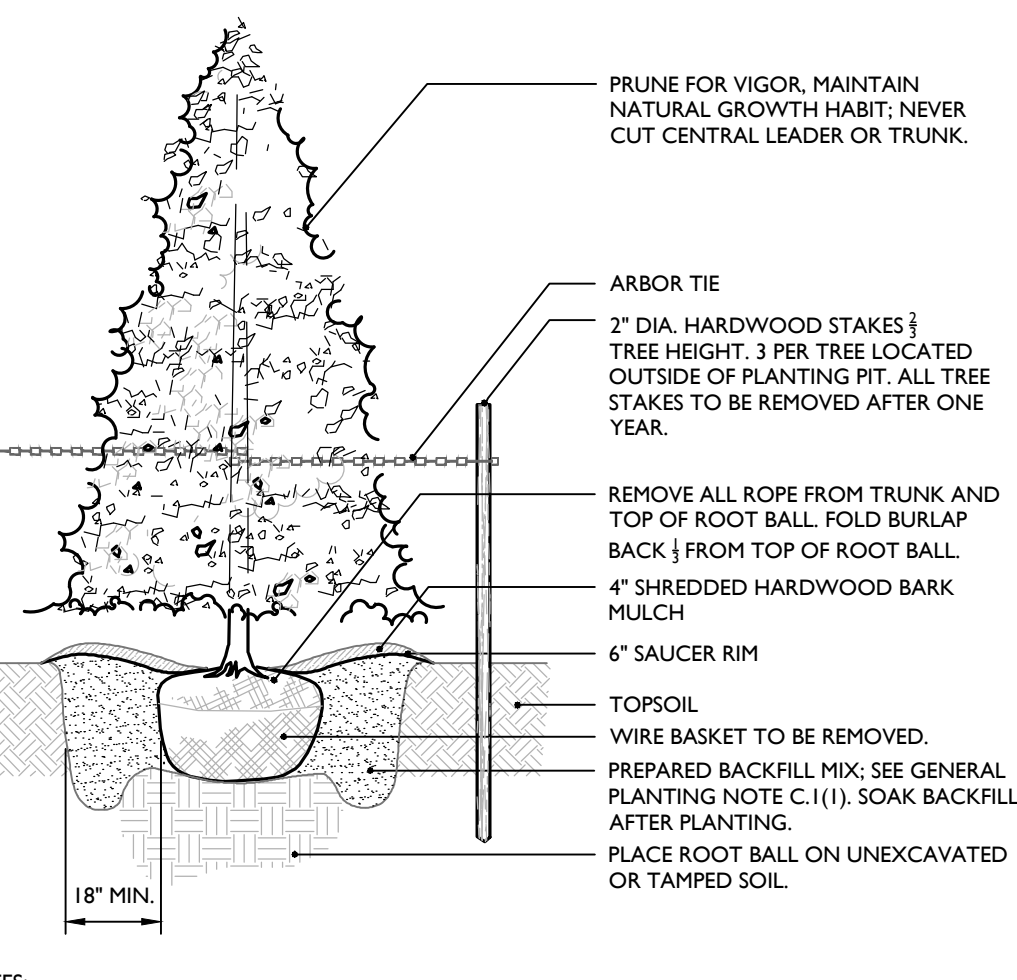 PRUNE FOR VIGOR, MAINTAIN
NATURAL GROWTH HABIT; NEVER
CUT CENTRAL LEADER OR TRUNK.
ARBOR TIE
2" DIA. HARDWOOD STAKES 2/3
TREE HEIGHT. 3 PER TREE LOCATED
OUTSIDE OF PLANTING PIT. ALL TREE
STAKES TO BE REMOVED AFTER ONE
YEAR.
REMOVE ALL ROPE FROM TRUNK AND
TOP OF ROOT BALL. FOLD BURLAP
BACK 1/3 FROM TOP OF ROOT BALL.
4" SHREDDED HARDWOOD BARK
MULCH
6" SAUCER RIM
TOPSOIL
WIRE BASKET TO BE REMOVED.
PREPARED BACKFILL MIX; SEE GENERAL
PLANTING NOTE C.1(1). SOAK BACKFILL
AFTER PLANTING.
PLACE ROOT BALL ON UNEXCAVATED
OR TAMPED SOIL.
18" MIN.